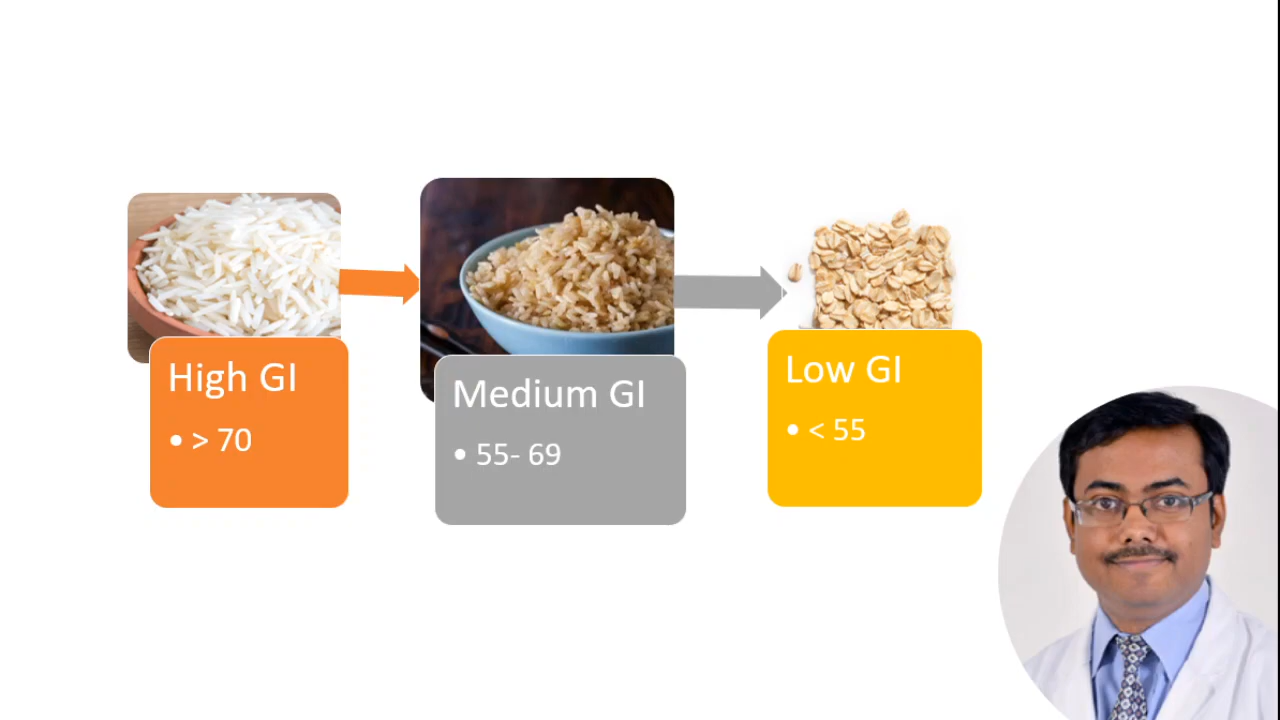 High GI
• > 70
Medium GI
• 55- 69
Low GI
• < 55